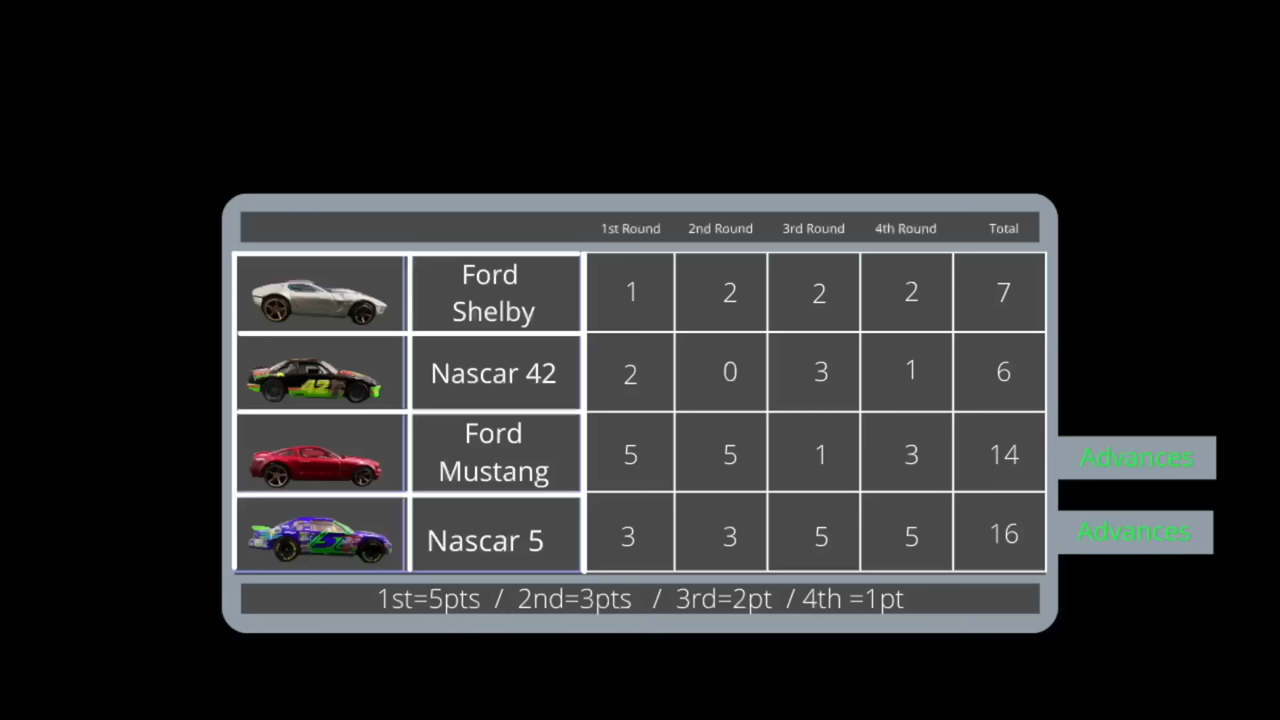 1st Round 2nd Round 3rd Round 4th Round Total
Ford
Shelby
1 2 2 2 7
Nascar 42
2 0 3 1 6
Ford
Mustang
5 5 1 3 14
Advances
Nascar 5
3 3 5 5 16
Advances
1st=5pts / 2nd=3pts / 3rd=2pt / 4th =1pt
42
5